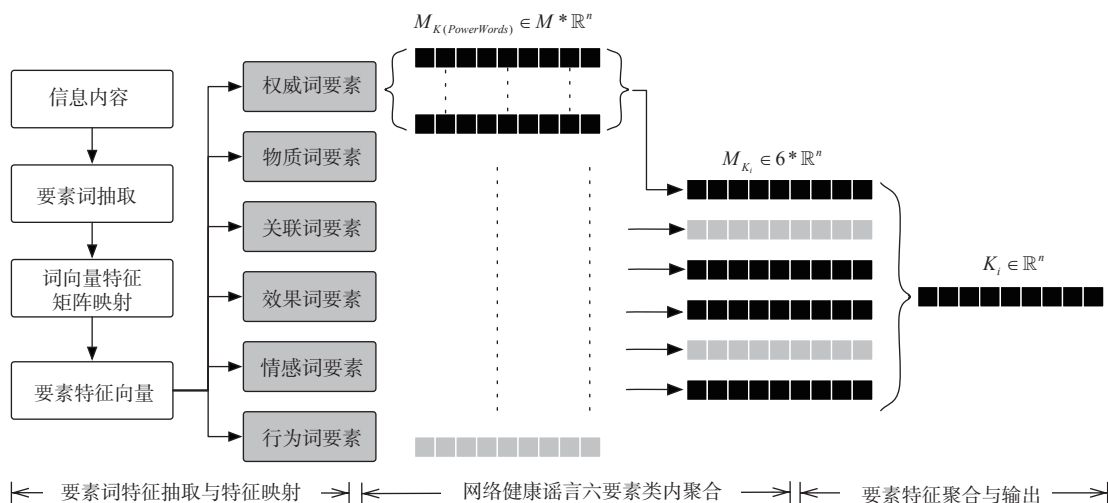 信息内容
要素词抽取
词向量特征
矩阵映射
要素特征向量
权威词要素
物质词要素
关联词要素
效果词要素
情感词要素
行为词要素
M_{K(PowerWords)} ∈ M * ℝ^n
M_{K_i} ∈ 6 * ℝ^n
K_i ∈ ℝ^n
要素词特征抽取与特征映射
网络健康谣言六要素类内聚合
要素特征聚合与输出